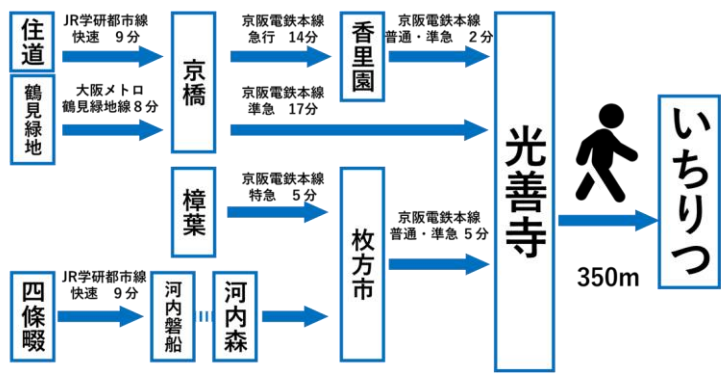 住道
JR学研都市線
快速 9分
京橋
京阪電鉄本線
急行 14分
香里園
京阪電鉄本線
普通・準急 2分
鶴見緑地
大阪メトロ
鶴見緑地線8分
京阪電鉄本線
準急 17分
光善寺
350m
いちりつ
樟葉
京阪電鉄本線
特急 5分
枚方市
京阪電鉄本線
普通・準急 5分
四條畷
JR学研都市線
快速 9分
河内磐船
河内森